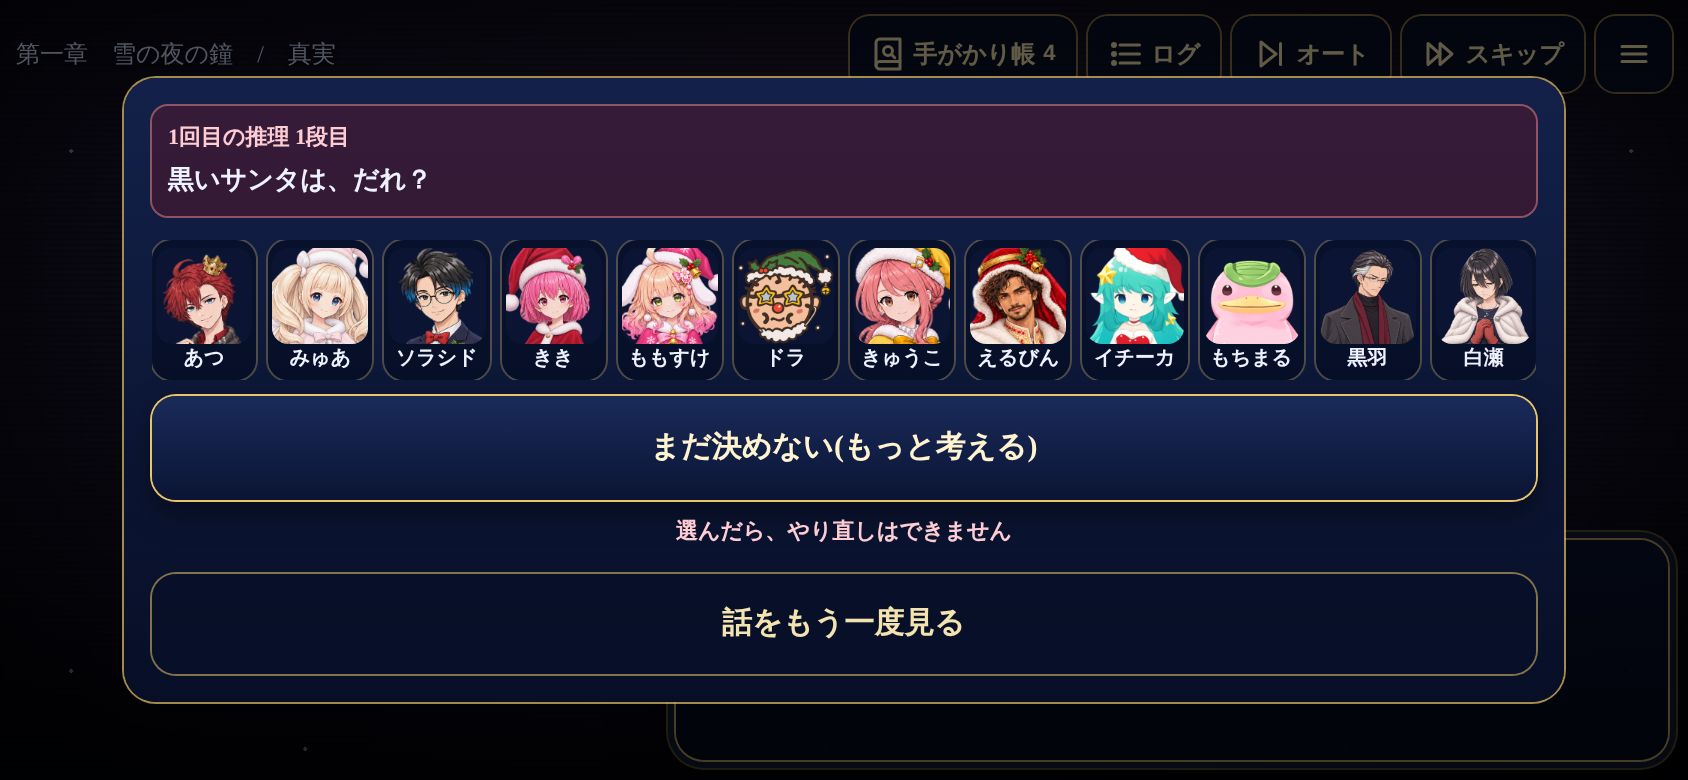 第一章　雪の夜の鐘　/　真実
手がかり帳 4
ログ
オート
スキップ
1回目の推理 1段目
黒いサンタは、だれ？
あつ
みゅあ
ソラシド
きき
ももすけ
ドラ
きゅうこ
えるびん
イチーカ
もちまる
黒羽
白瀬
まだ決めない(もっと考える)
選んだら、やり直しはできません
話をもう一度見る